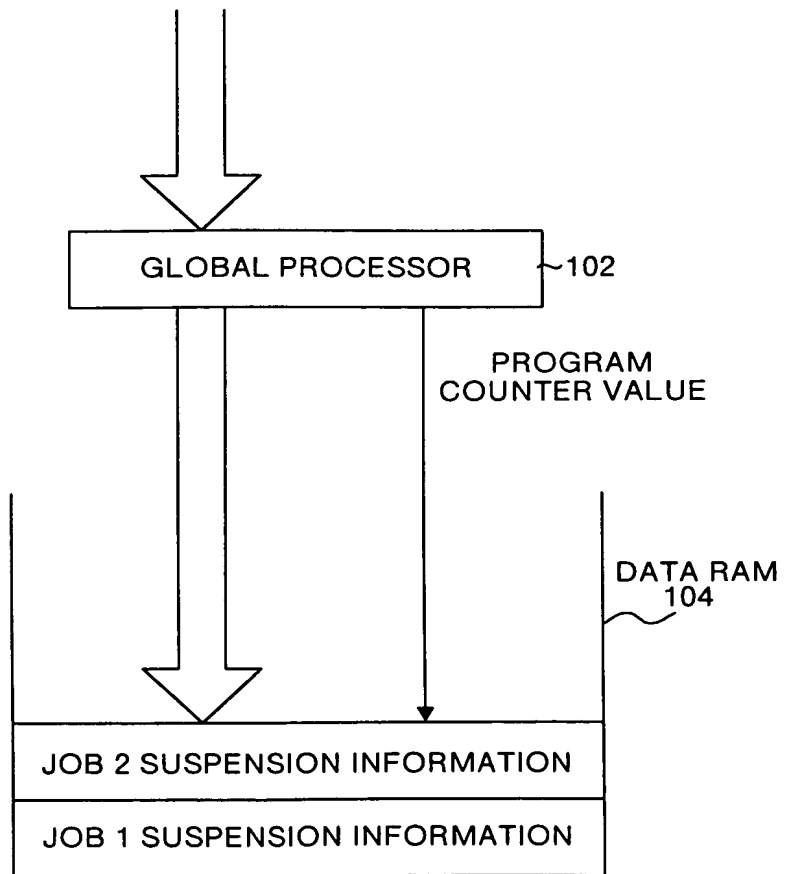 GLOBAL PROCESSOR
102
PROGRAM
COUNTER VALUE
DATA RAM
104
JOB 2 SUSPENSION INFORMATION
JOB 1 SUSPENSION INFORMATION